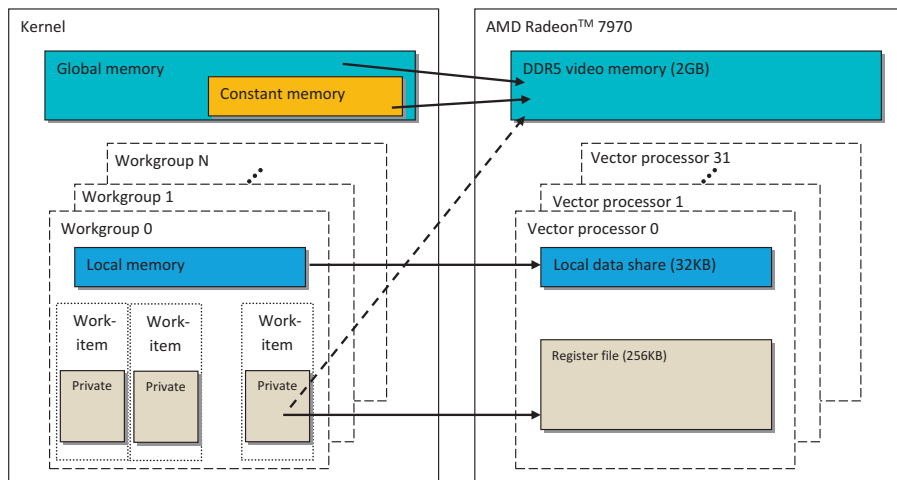 Kernel
Global memory
Constant memory
Workgroup N
Workgroup 1
Workgroup 0
Local memory
Work-
item
Private
Work-
item
Private
Work-
item
Private
AMD Radeon™ 7970
DDR5 video memory (2GB)
Vector processor 31
Vector processor 1
Vector processor 0
Local data share (32KB)
Register file (256KB)